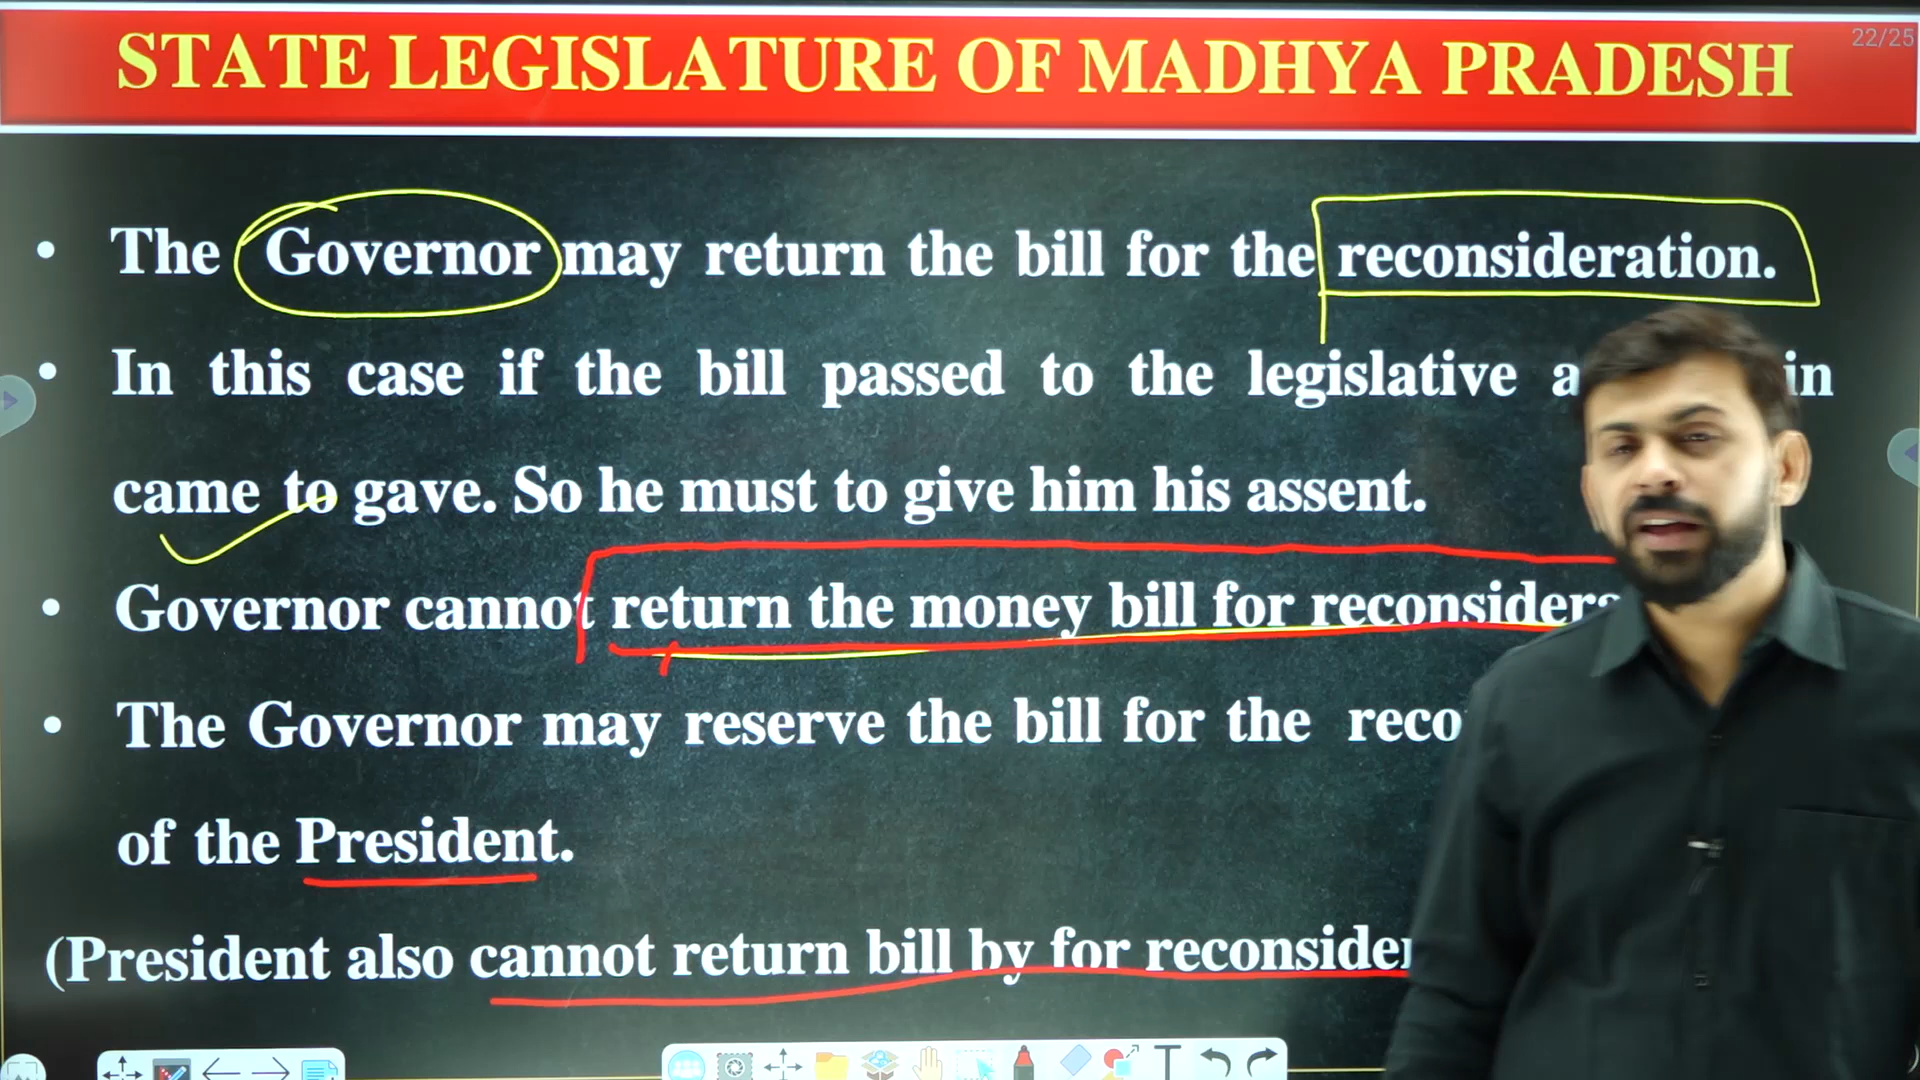 STATE LEGISLATURE OF MADHYA PRADESH
22/25
• The Governor may return the bill for the reconsideration.
• In this case if the bill passed to the legislative in
came to gave. So he must to give him his assent.
• Governor cannot return the money bill for
• The Governor may reserve the bill for the
of the President.
(President also cannot return bill by for